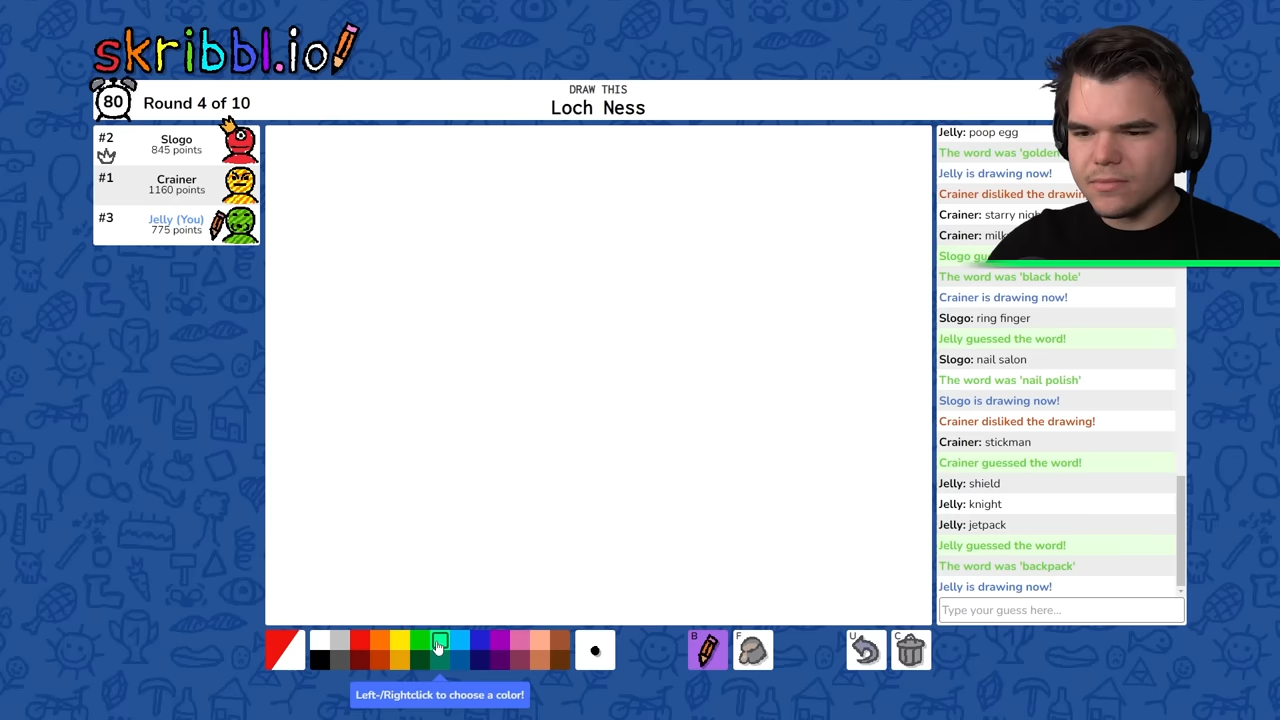 skribbl.io
80
Round 4 of 10
DRAW THIS
Loch Ness
#2
Slogo
845 points
#1
Crainer
1160 points
#3
Jelly (You)
775 points
Jelly: poop egg
The word was 'golden
Jelly is drawing now!
Crainer disliked the drawin
Crainer: starry nigh
Crainer: milk
Slogo gu
The word was 'black hole'
Crainer is drawing now!
Slogo: ring finger
Jelly guessed the word!
Slogo: nail salon
The word was 'nail polish'
Slogo is drawing now!
Crainer disliked the drawing!
Crainer: stickman
Crainer guessed the word!
Jelly: shield
Jelly: knight
Jelly: jetpack
Jelly guessed the word!
The word was 'backpack'
Jelly is drawing now!
Type your guess here...
B
F
U
C
Left-/Rightclick to choose a color!